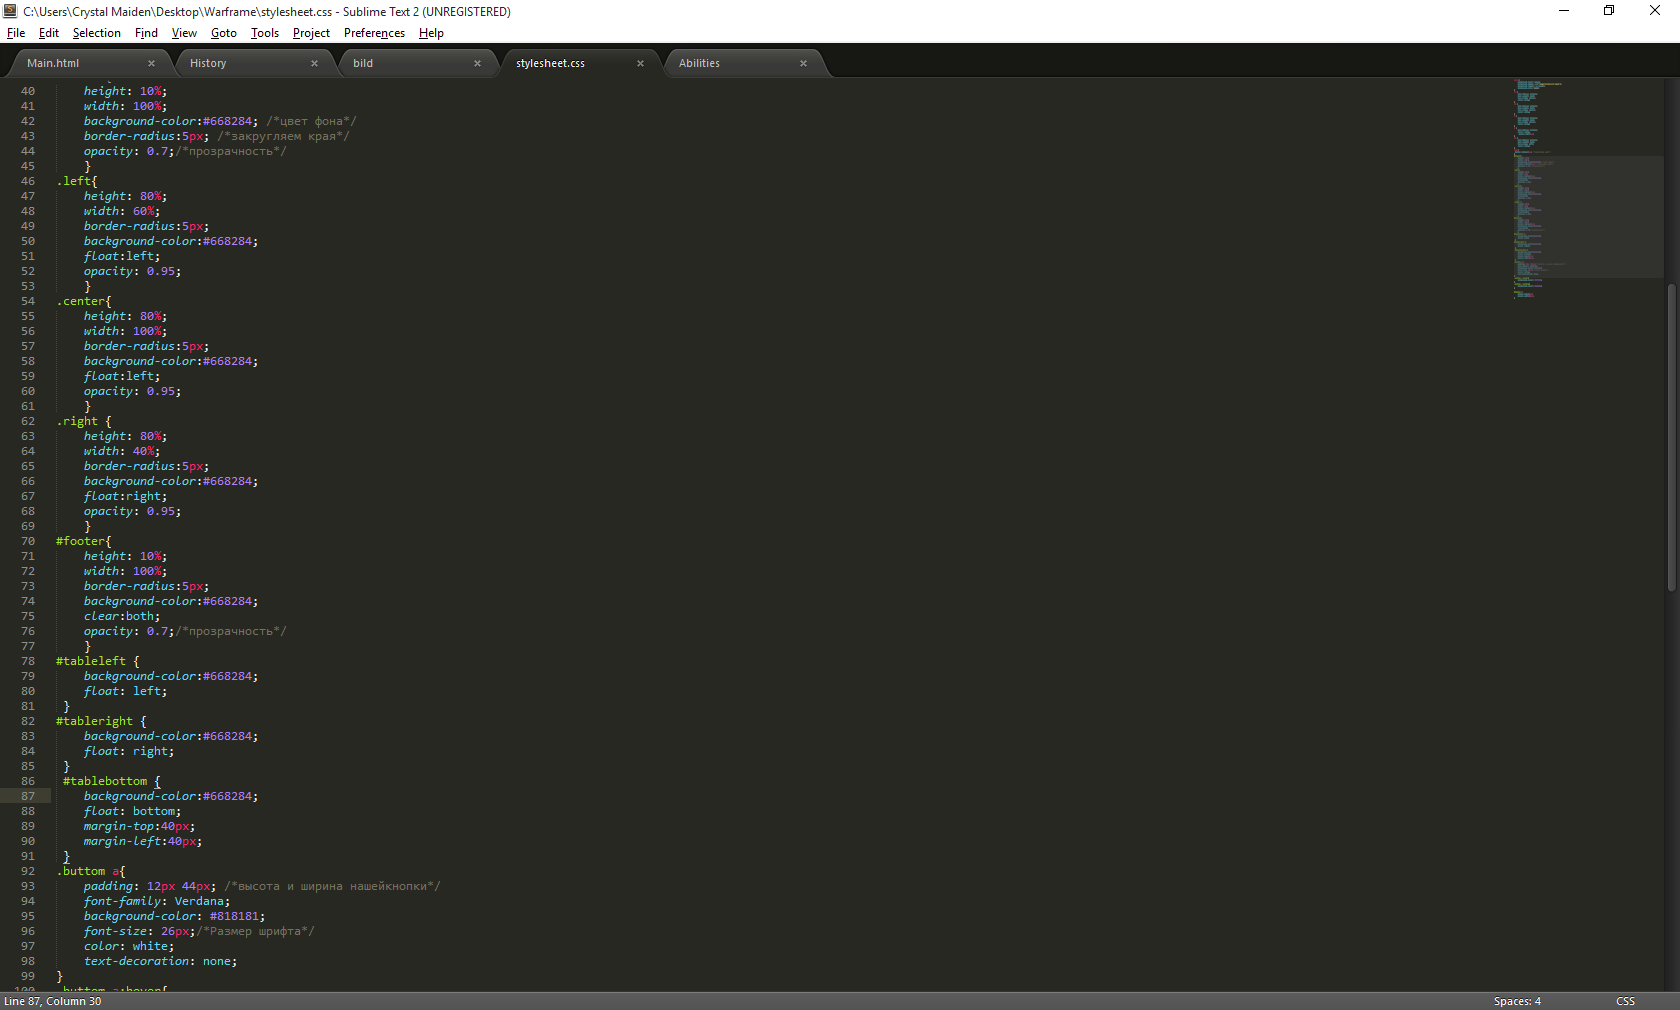 C:\Users\Crystal Maiden\Desktop\Warframe\stylesheet.css - Sublime Text 2 (UNREGISTERED)
File Edit Selection Find View Goto Tools Project Preferences Help
Main.html × History × bild × stylesheet.css × Abilities ×
40 height: 10%;
41 width: 100%;
42 background-color:#668284; /*цвет фона*/
43 border-radius:5px; /*закругляем края*/
44 opacity: 0.7;/*прозрачность*/
45 }
46 .left{
47 height: 80%;
48 width: 60%;
49 border-radius:5px;
50 background-color:#668284;
51 float:left;
52 opacity: 0.95;
53 }
54 .center{
55 height: 80%;
56 width: 100%;
57 border-radius:5px;
58 background-color:#668284;
59 float:left;
60 opacity: 0.95;
61 }
62 .right {
63 height: 80%;
64 width: 40%;
65 border-radius:5px;
66 background-color:#668284;
67 float:right;
68 opacity: 0.95;
69 }
70 #footer{
71 height: 10%;
72 width: 100%;
73 border-radius:5px;
74 background-color:#668284;
75 clear:both;
76 opacity: 0.7;/*прозрачность*/
77 }
78 #tableleft {
79 background-color:#668284;
80 float: left;
81 }
82 #tableright {
83 background-color:#668284;
84 float: right;
85 }
86 #tablebottom {
87 background-color:#668284;
88 float: bottom;
89 margin-top:40px;
90 margin-left:40px;
91 }
92 .buttom a{
93 padding: 12px 44px; /*высота и ширина нашейкнопки*/
94 font-family: Verdana;
95 background-color: #818181;
96 font-size: 26px;/*Размер шрифта*/
97 color: white;
98 text-decoration: none;
99 }
100 .buttom a:hover{
Line 87, Column 30 Spaces: 4 CSS